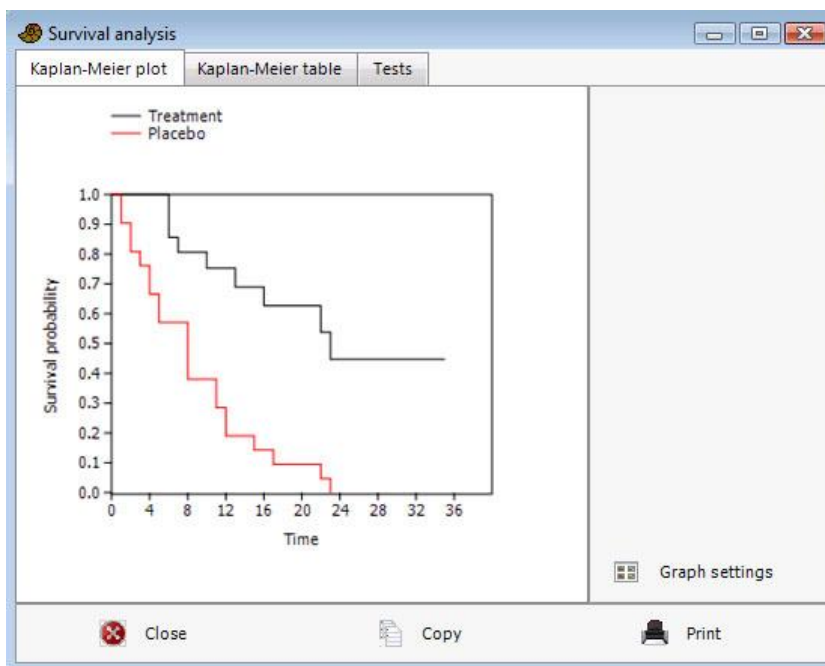 Survival analysis
Kaplan-Meier plot Kaplan-Meier table Tests
Treatment
Placebo
1.0
0.9
0.8
0.7
0.6
0.5
0.4
0.3
0.2
0.1
0.0
Survival probability
0 4 8 12 16 20 24 28 32 36
Time
Graph settings
Close Copy Print